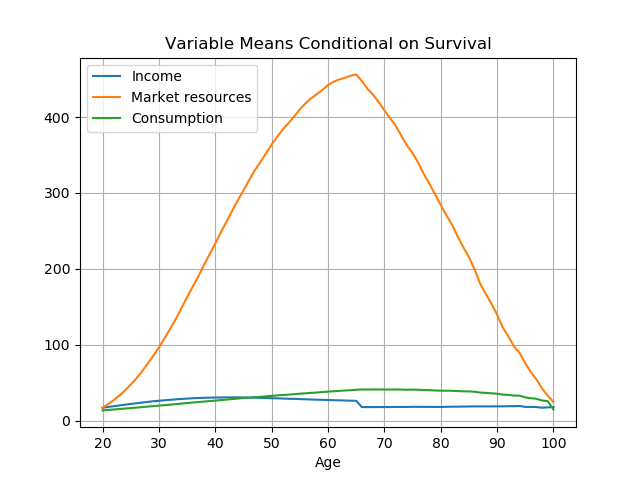 Variable Means Conditional on Survival
Income
Market resources
Consumption
400
300
200
100
0
20 30 40 50 60 70 80 90 100
Age